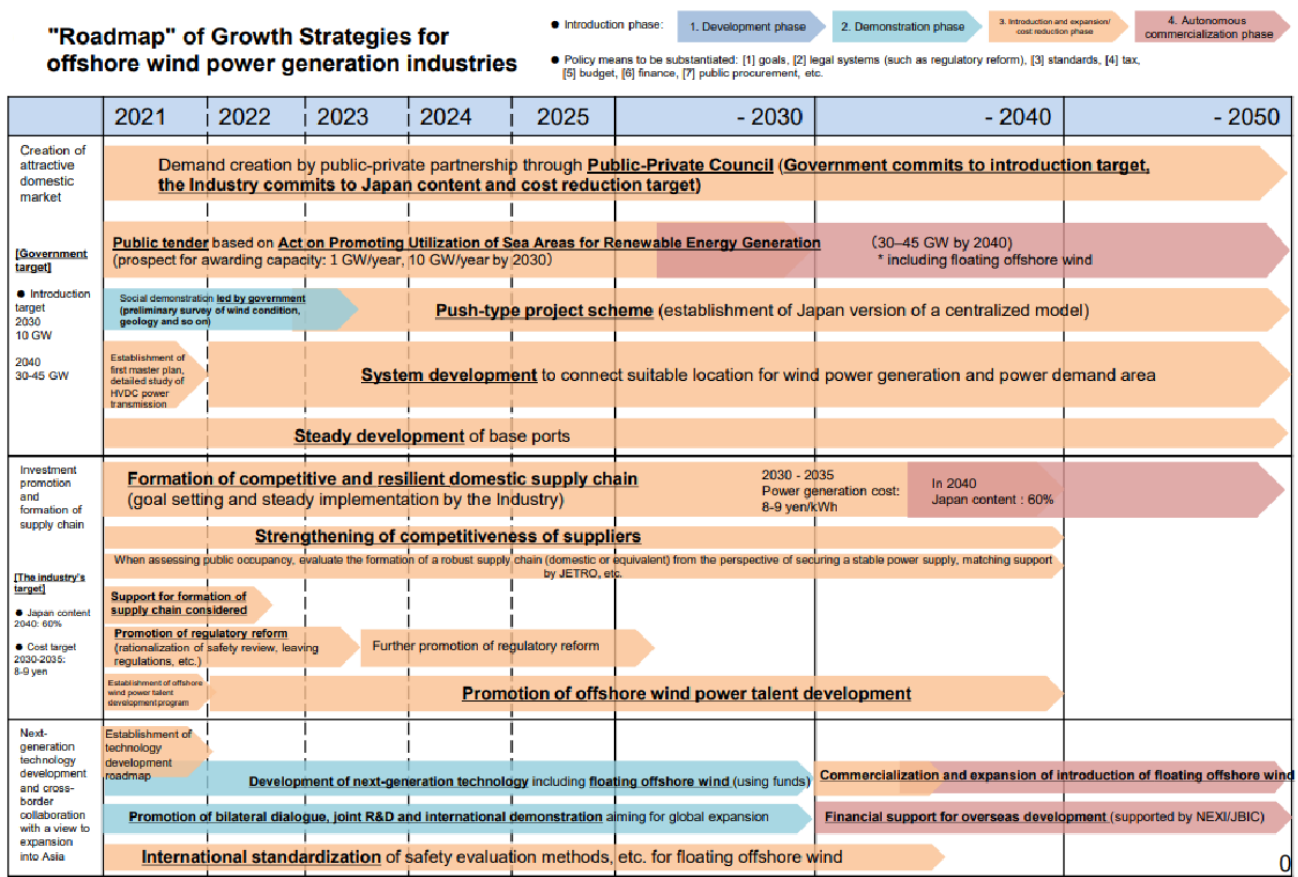 "Roadmap" of Growth Strategies for
offshore wind power generation industries
● Introduction phase:
1. Development phase
2. Demonstration phase
3. Introduction and expansion/
cost reduction phase
4. Autonomous
commercialization phase
● Policy means to be substantiated: [1] goals, [2] legal systems (such as regulatory reform), [3] standards, [4] tax,
[5] budget, [6] finance, [7] public procurement, etc.
2021
2022
2023
2024
2025
- 2030
- 2040
- 2050
Creation of
attractive
domestic
market
[Government
target]
● Introduction
target
2030
10 GW
2040
30-45 GW
Demand creation by public-private partnership through Public-Private Council (Government commits to introduction target,
the Industry commits to Japan content and cost reduction target)
Public tender based on Act on Promoting Utilization of Sea Areas for Renewable Energy Generation
(prospect for awarding capacity: 1 GW/year, 10 GW/year by 2030)
(30–45 GW by 2040)
* including floating offshore wind
Social demonstration led by government
(preliminary survey of wind condition,
geology and so on)
Push-type project scheme (establishment of Japan version of a centralized model)
Establishment of
first master plan,
detailed study of
HVDC power
transmission
System development to connect suitable location for wind power generation and power demand area
Steady development of base ports
Investment
promotion
and
formation of
supply chain
[The industry's
target]
● Japan content
2040: 60%
● Cost target
2030-2035:
8-9 yen
Formation of competitive and resilient domestic supply chain
(goal setting and steady implementation by the Industry)
2030 - 2035
Power generation cost:
8-9 yen/kWh
In 2040
Japan content : 60%
Strengthening of competitiveness of suppliers
When assessing public occupancy, evaluate the formation of a robust supply chain (domestic or equivalent) from the perspective of securing a stable power supply, matching support
by JETRO, etc.
Support for formation of
supply chain considered
Promotion of regulatory reform
(rationalization of safety review, leaving
regulations, etc.)
Further promotion of regulatory reform
Establishment of offshore
wind power talent
development program
Promotion of offshore wind power talent development
Next-
generation
technology
development
and cross-
border
collaboration
with a view to
expansion
into Asia
Establishment of
technology
development
roadmap
Development of next-generation technology including floating offshore wind (using funds)
Commercialization and expansion of introduction of floating offshore wind
Promotion of bilateral dialogue, joint R&D and international demonstration aiming for global expansion
Financial support for overseas development (supported by NEXI/JBIC)
International standardization of safety evaluation methods, etc. for floating offshore wind
0